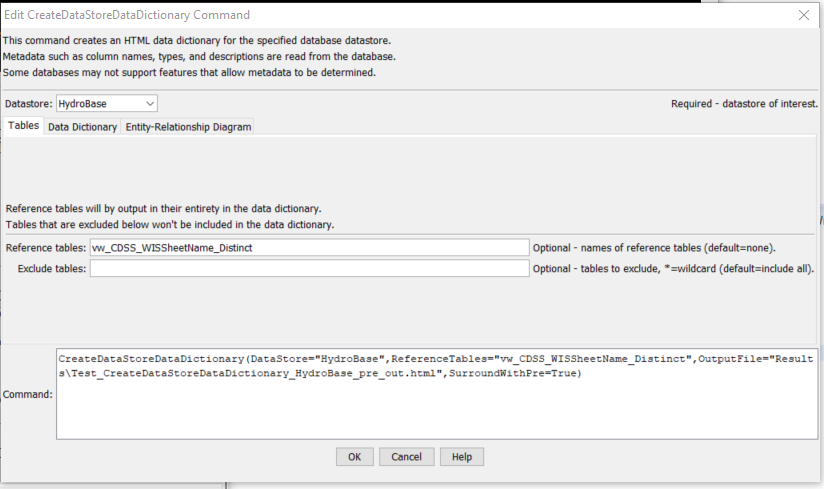 Edit CreateDataStoreDataDictionary Command
This command creates an HTML data dictionary for the specified database datastore.
Metadata such as column names, types, and descriptions are read from the database.
Some databases may not support features that allow metadata to be determined.
Datastore: HydroBase Required - datastore of interest.
Tables Data Dictionary Entity-Relationship Diagram
Reference tables will by output in their entirety in the data dictionary.
Tables that are excluded below won't be included in the data dictionary.
Reference tables: vw_CDSS_WISSheetName_Distinct Optional - names of reference tables (default=none).
Exclude tables: Optional - tables to exclude, *=wildcard (default=include all).
CreateDataStoreDataDictionary(DataStore="HydroBase",ReferenceTables="vw_CDSS_WISSheetName_Distinct",OutputFile="Result
s\Test_CreateDataStoreDataDictionary_HydroBase_pre_out.html",SurroundWithPre=True)
Command:
OK Cancel Help